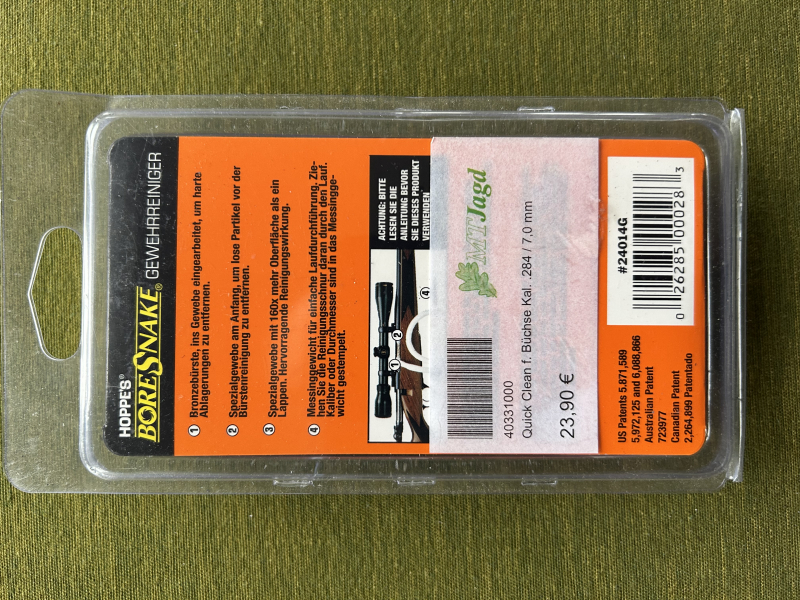 HOPPE'S®
BORESNAKE® GEWEHRREINIGER
1 Bronzebürste, ins Gewebe eingearbeitet, um harte
Ablagerungen zu entfernen.
2 Spezialgewebe am Anfang, um lose Partikel vor der
Bürstenreinigung zu entfernen.
3 Spezialgewebe mit 160x mehr Oberfläche als ein
Lappen. Hervorragende Reinigungswirkung.
4 Messinggewicht für einfache Laufdurchführung. Zie-
hen Sie die Reinigungsschnur daran durch den Lauf.
Kaliber oder Durchmesser sind in das Messingge-
wicht gestempelt.
ACHTUNG: BITTE
LESEN SIE DIE
ANLEITUNG BEVOR
SIE DIESES PRODUKT
VERWENDEN
1
2
4
MT Jagd
40331000
Quick Clean f. Büchse Kal. .284 / 7,0 mm
23,90 €
US Patents 5.871,589
5,972,125 and 6,088,866
Australian Patent
723977
Canadian Patent
2,264,899 Patentado
#24014G
0 26285 00028 3